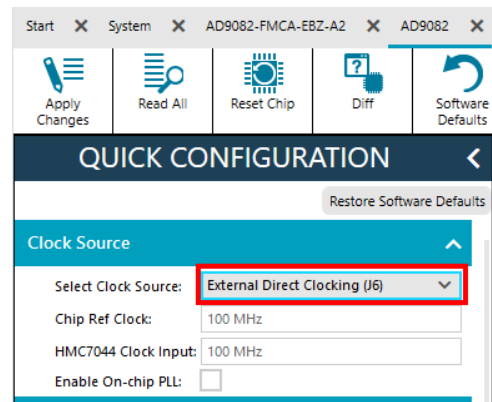 Start ✕ System ✕ AD9082-FMCA-EBZ-A2 ✕ AD9082 ✕
Apply Changes Read All Reset Chip Diff Software Defaults
QUICK CONFIGURATION
Restore Software Defaults
Clock Source
Select Clock Source: External Direct Clocking (J6)
Chip Ref Clock: 100 MHz
HMC7044 Clock Input: 100 MHz
Enable On-chip PLL: